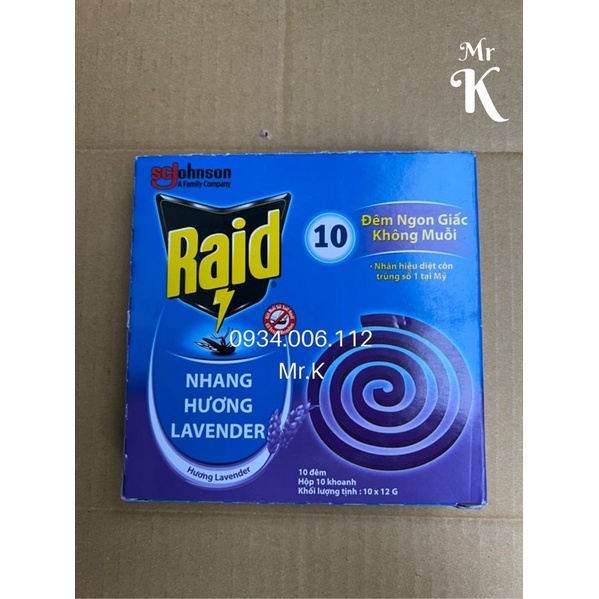 Mr
K
SC Johnson
A Family Company
Raid
10
Đêm Ngon Giấc
Không Muỗi
• Nhãn hiệu diệt côn
trùng số 1 tại Mỹ
0934.006.112
Mr.K
NHANG
HƯƠNG
LAVENDER
Hương Lavender
10 đêm
Hộp 10 khoanh
Khối lượng tịnh : 10 x 12 G